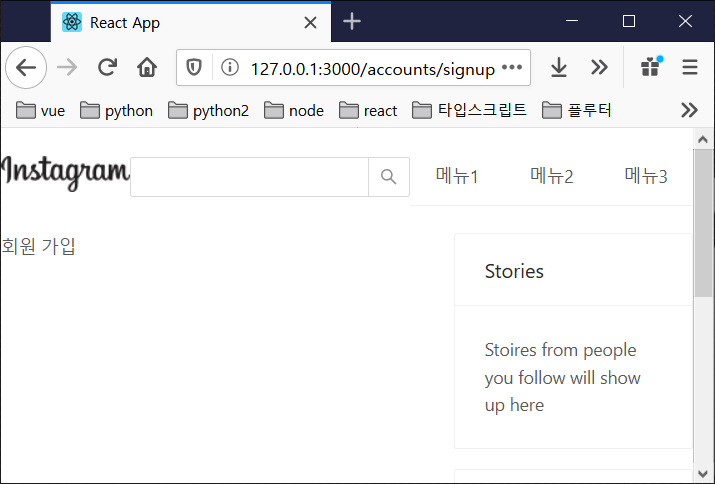 React App
127.0.0.1:3000/accounts/signup
vue python python2 node react 타입스크립트 플루터
Instagram
메뉴1 메뉴2 메뉴3
회원 가입
Stories
Stoires from people
you follow will show
up here